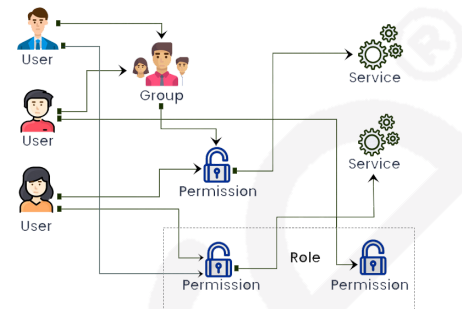 User
Group
Service
User
Service
Permission
User
Role
Permission
Permission
®